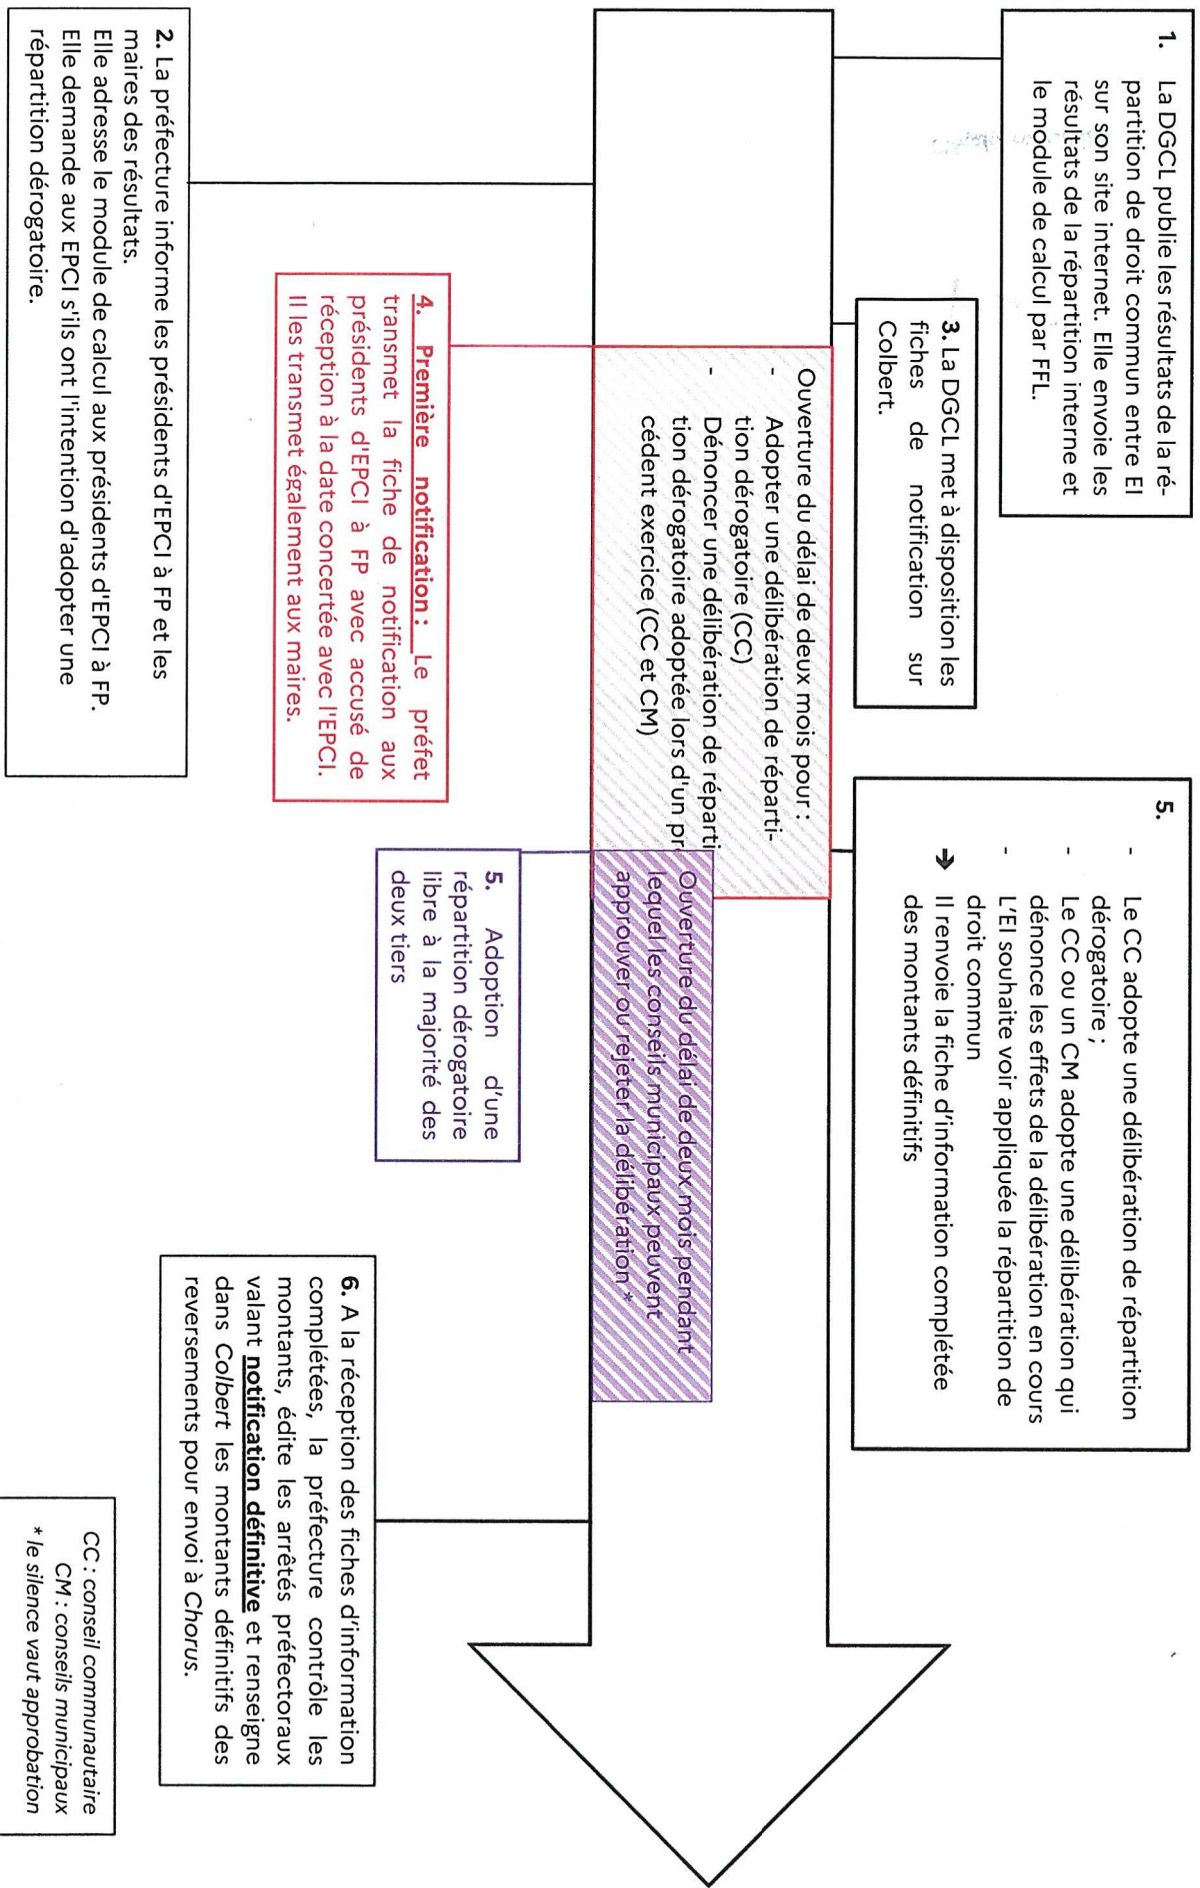 1. La DGCL publie les résultats de la ré-
partition de droit commun entre EI
sur son site internet. Elle envoie les
résultats de la répartition interne et
le module de calcul par FFL.
3. La DGCL met à disposition les
fiches de notification sur
Colbert.
5.
- Le CC adopte une délibération de répartition
dérogatoire ;
- Le CC ou un CM adopte une délibération qui
dénonce les effets de la délibération en cours
- L'EI souhaite voir appliquée la répartition de
droit commun
➔ Il renvoie la fiche d'information complétée
des montants définitifs
Ouverture du délai de deux mois pour :
- Adopter une délibération de réparti-
tion dérogatoire (CC)
- Dénoncer une délibération de réparti
tion dérogatoire adoptée lors d'un pr
cédent exercice (CC et CM)
Ouverture du délai de deux mois pendant
lequel les conseils municipaux peuvent
approuver ou rejeter la délibération *
4. Première notification : Le préfet
transmet la fiche de notification aux
présidents d'EPCI à FP avec accusé de
réception à la date concertée avec l'EPCI.
Il les transmet également aux maires.
5. Adoption d'une
répartition dérogatoire
libre à la majorité des
deux tiers
2. La préfecture informe les présidents d'EPCI à FP et les
maires des résultats.
Elle adresse le module de calcul aux présidents d'EPCI à FP.
Elle demande aux EPCI s'ils ont l'intention d'adopter une
répartition dérogatoire.
6. A la réception des fiches d'information
complétées, la préfecture contrôle les
montants, édite les arrêtés préfectoraux
valant notification définitive et renseigne
dans Colbert les montants définitifs des
reversements pour envoi à Chorus.
CC : conseil communautaire
CM : conseils municipaux
* le silence vaut approbation